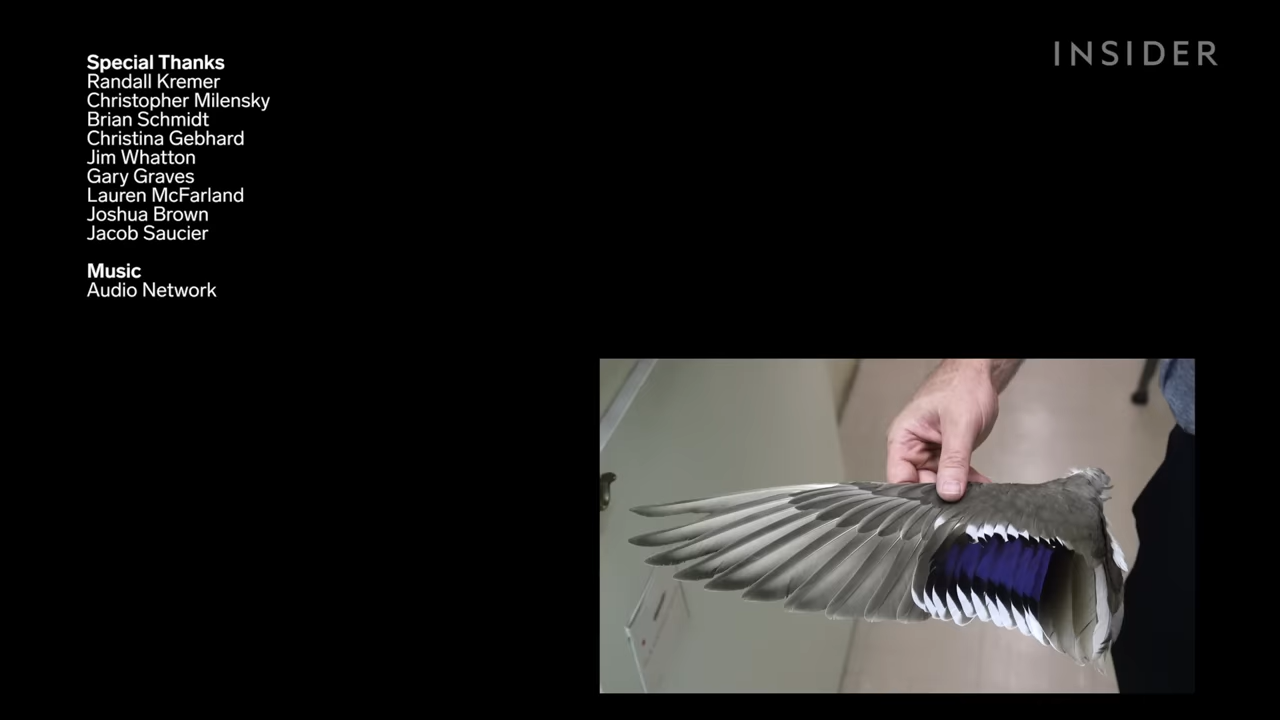 Special Thanks
Randall Kremer
Christopher Milensky
Brian Schmidt
Christina Gebhard
Jim Whatton
Gary Graves
Lauren McFarland
Joshua Brown
Jacob Saucier
Music
Audio Network
INSIDER